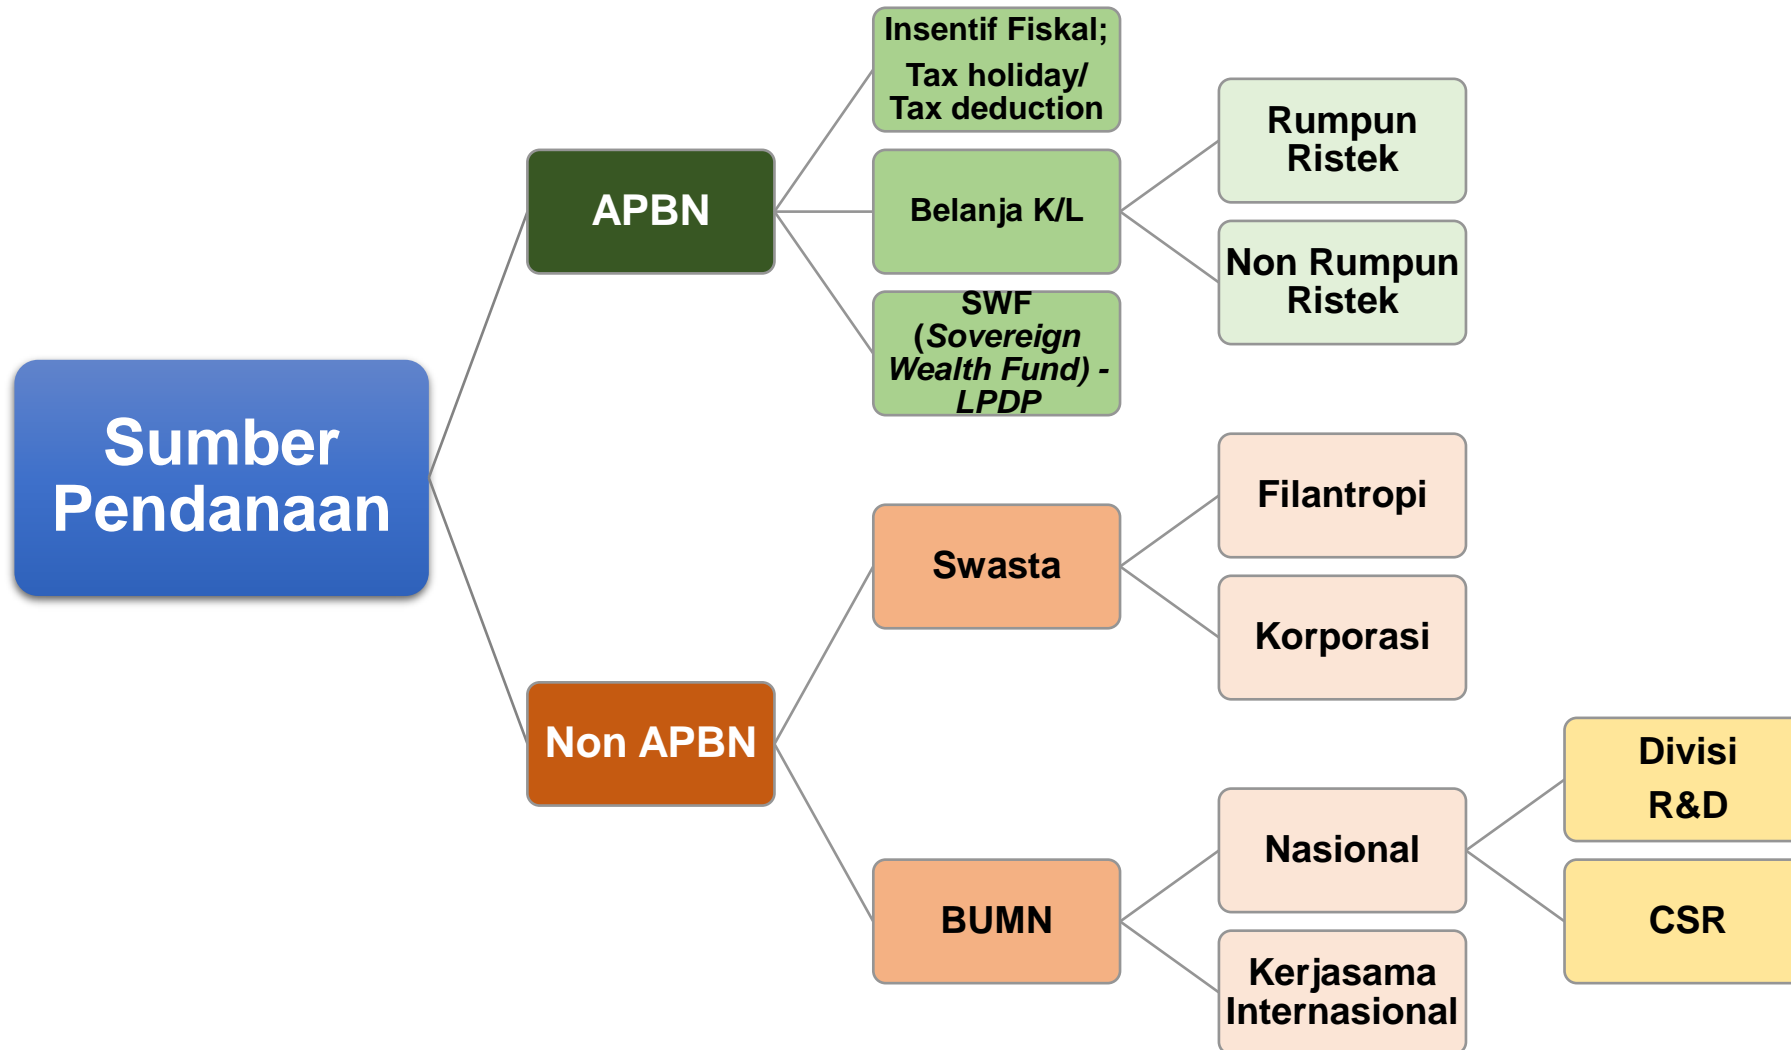 Sumber
Pendanaan
APBN
Insentif Fiskal;
Tax holiday/
Tax deduction
Belanja K/L
Rumpun
Ristek
Non Rumpun
Ristek
SWF
(Sovereign
Wealth Fund) -
LPDP
Non APBN
Swasta
Filantropi
Korporasi
BUMN
Nasional
Divisi
R&D
CSR
Kerjasama
Internasional